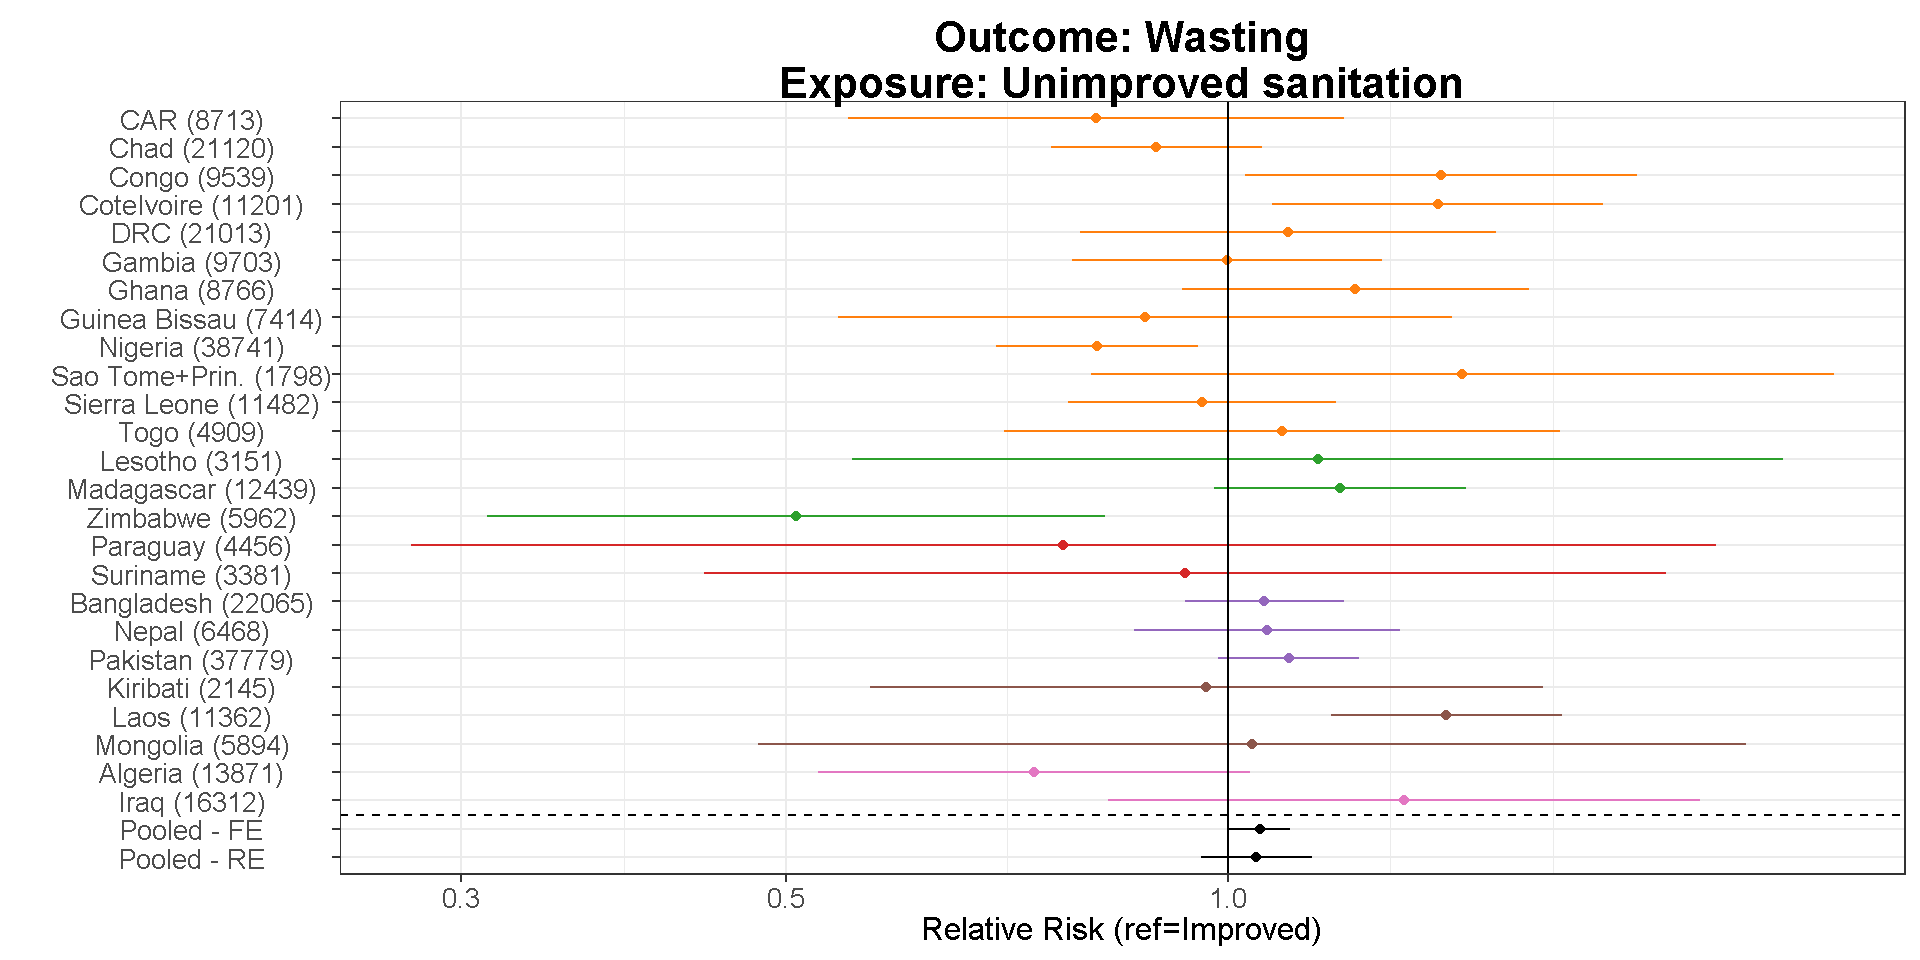 Outcome: Wasting
Exposure: Unimproved sanitation
CAR (8713)
Chad (21120)
Congo (9539)
CoteIvoire (11201)
DRC (21013)
Gambia (9703)
Ghana (8766)
Guinea Bissau (7414)
Nigeria (38741)
Sao Tome+Prin. (1798)
Sierra Leone (11482)
Togo (4909)
Lesotho (3151)
Madagascar (12439)
Zimbabwe (5962)
Paraguay (4456)
Suriname (3381)
Bangladesh (22065)
Nepal (6468)
Pakistan (37779)
Kiribati (2145)
Laos (11362)
Mongolia (5894)
Algeria (13871)
Iraq (16312)
Pooled - FE
Pooled - RE
0.3 0.5 1.0
Relative Risk (ref=Improved)